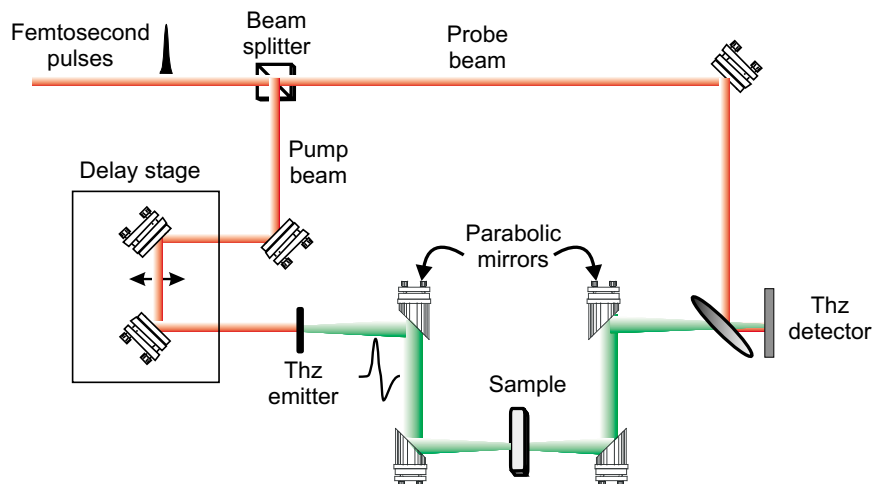 Femtosecond
pulses
Beam
splitter
Probe
beam
Pump
beam
Delay stage
Parabolic
mirrors
Thz
detector
Thz
emitter
Sample